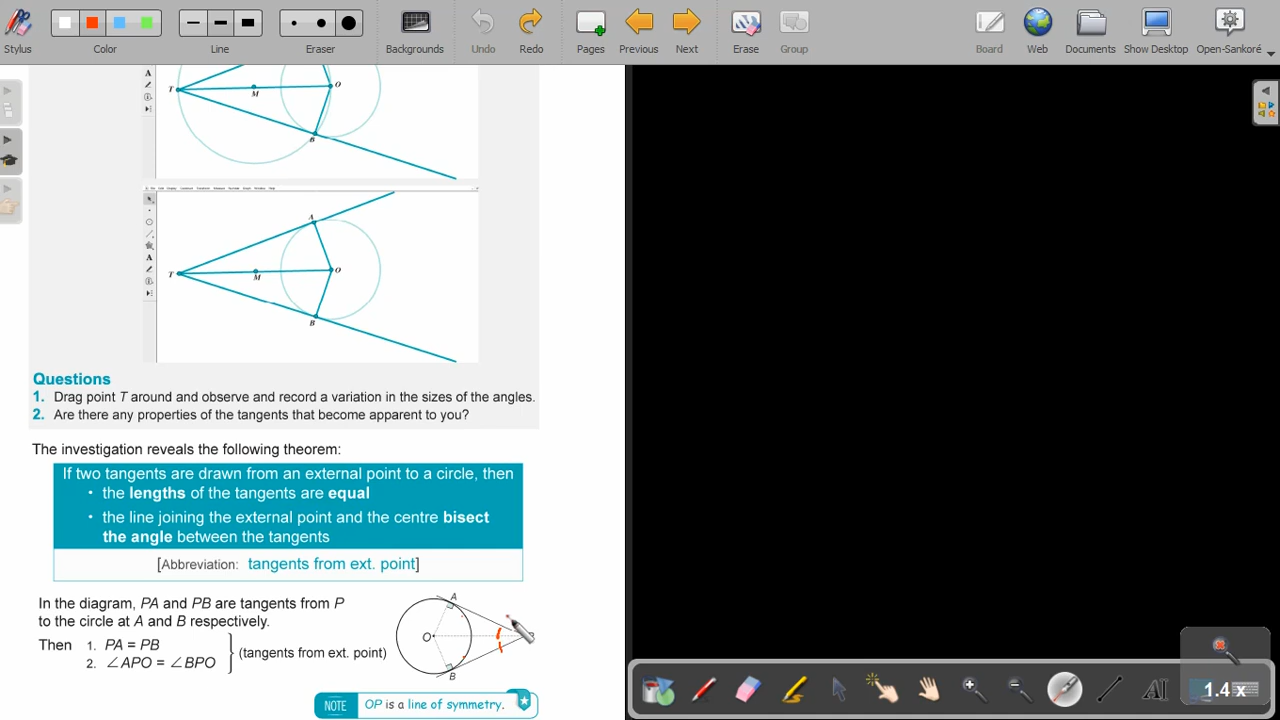 Stylus
Color
Line
Eraser
Backgrounds
Undo
Redo
Pages
Previous
Next
Erase
Group
Board
Web
Documents
Show Desktop
Open-Sankoré
T
M
O
B
A
T
M
O
B
Questions
1. Drag point T around and observe and record a variation in the sizes of the angles.
2. Are there any properties of the tangents that become apparent to you?
The investigation reveals the following theorem:
If two tangents are drawn from an external point to a circle, then
• the lengths of the tangents are equal
• the line joining the external point and the centre bisect
the angle between the tangents
[Abbreviation: tangents from ext. point]
In the diagram, PA and PB are tangents from P
to the circle at A and B respectively.
Then 1. PA = PB
2. ∠APO = ∠BPO
(tangents from ext. point)
A
O
B
NOTE OP is a line of symmetry.
1.4 x